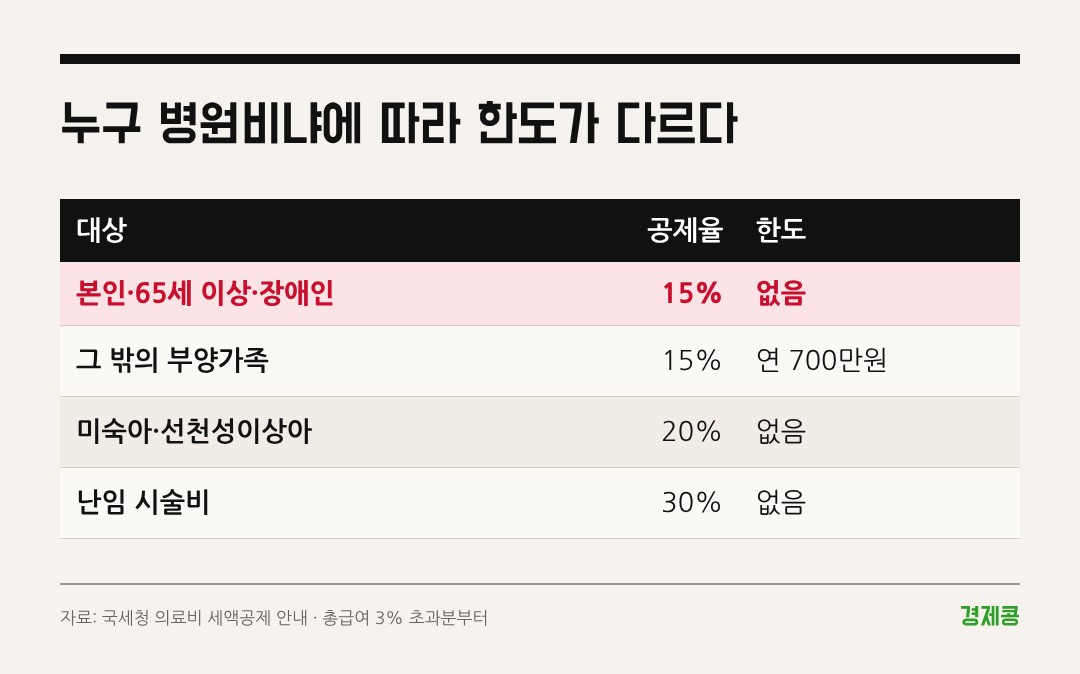 누구 병원비냐에 따라 한도가 다르다
대상 공제율 한도
본인·65세 이상·장애인 15% 없음
그 밖의 부양가족 15% 연 700만원
미숙아·선천성이상아 20% 없음
난임 시술비 30% 없음
자료: 국세청 의료비 세액공제 안내 · 총급여 3% 초과분부터
경제콩